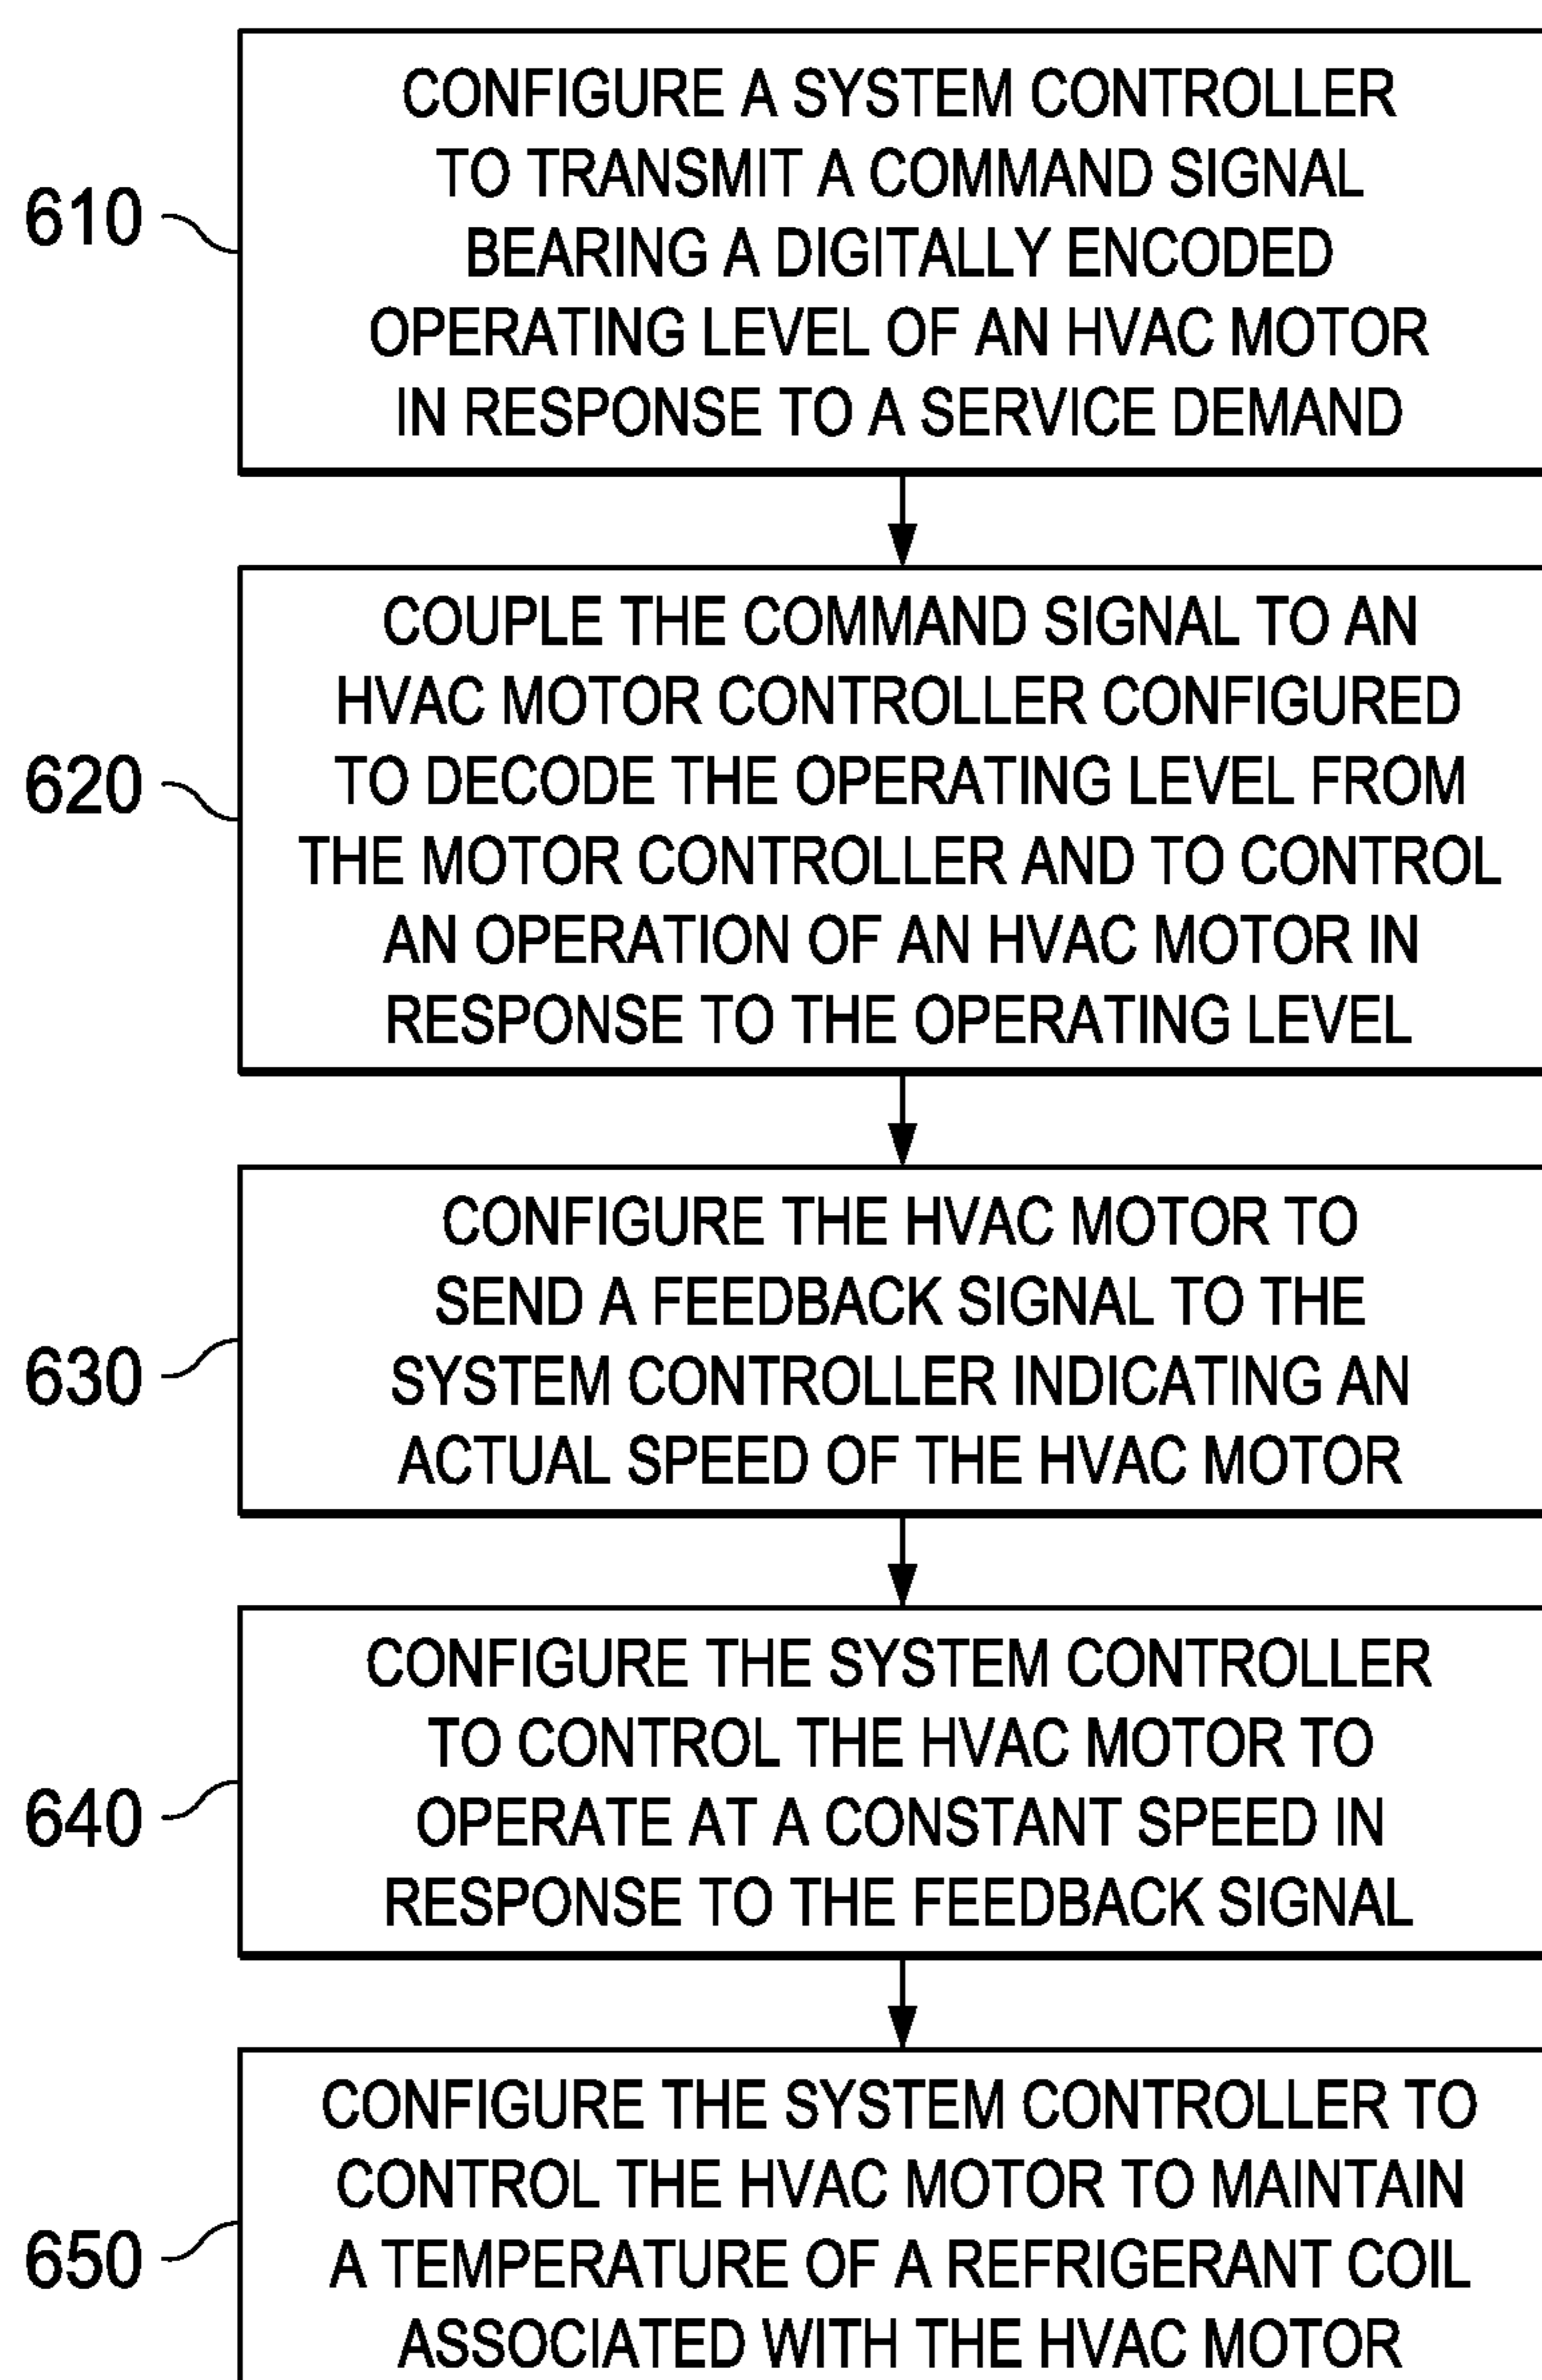 CONFIGURE A SYSTEM CONTROLLER
TO TRANSMIT A COMMAND SIGNAL
BEARING A DIGITALLY ENCODED
OPERATING LEVEL OF AN HVAC MOTOR
IN RESPONSE TO A SERVICE DEMAND
610
COUPLE THE COMMAND SIGNAL TO AN
HVAC MOTOR CONTROLLER CONFIGURED
TO DECODE THE OPERATING LEVEL FROM
THE MOTOR CONTROLLER AND TO CONTROL
AN OPERATION OF AN HVAC MOTOR IN
RESPONSE TO THE OPERATING LEVEL
620
CONFIGURE THE HVAC MOTOR TO
SEND A FEEDBACK SIGNAL TO THE
SYSTEM CONTROLLER INDICATING AN
ACTUAL SPEED OF THE HVAC MOTOR
630
CONFIGURE THE SYSTEM CONTROLLER
TO CONTROL THE HVAC MOTOR TO
OPERATE AT A CONSTANT SPEED IN
RESPONSE TO THE FEEDBACK SIGNAL
640
CONFIGURE THE SYSTEM CONTROLLER TO
CONTROL THE HVAC MOTOR TO MAINTAIN
A TEMPERATURE OF A REFRIGERANT COIL
ASSOCIATED WITH THE HVAC MOTOR
650